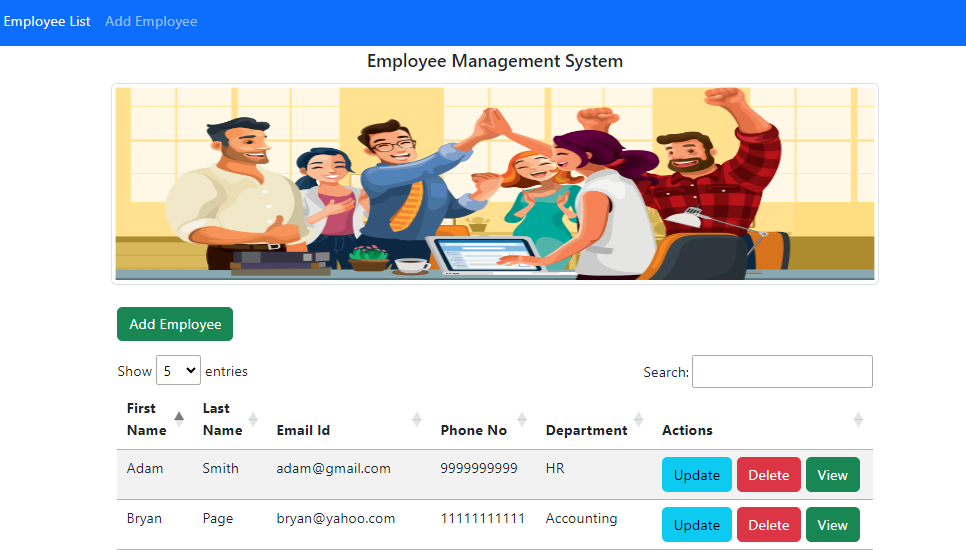 Employee List Add Employee
Employee Management System
Add Employee
Show 5 entries Search:
First Name Last Name Email Id Phone No Department Actions
Adam Smith adam@gmail.com 9999999999 HR Update Delete View
Bryan Page bryan@yahoo.com 11111111111 Accounting Update Delete View